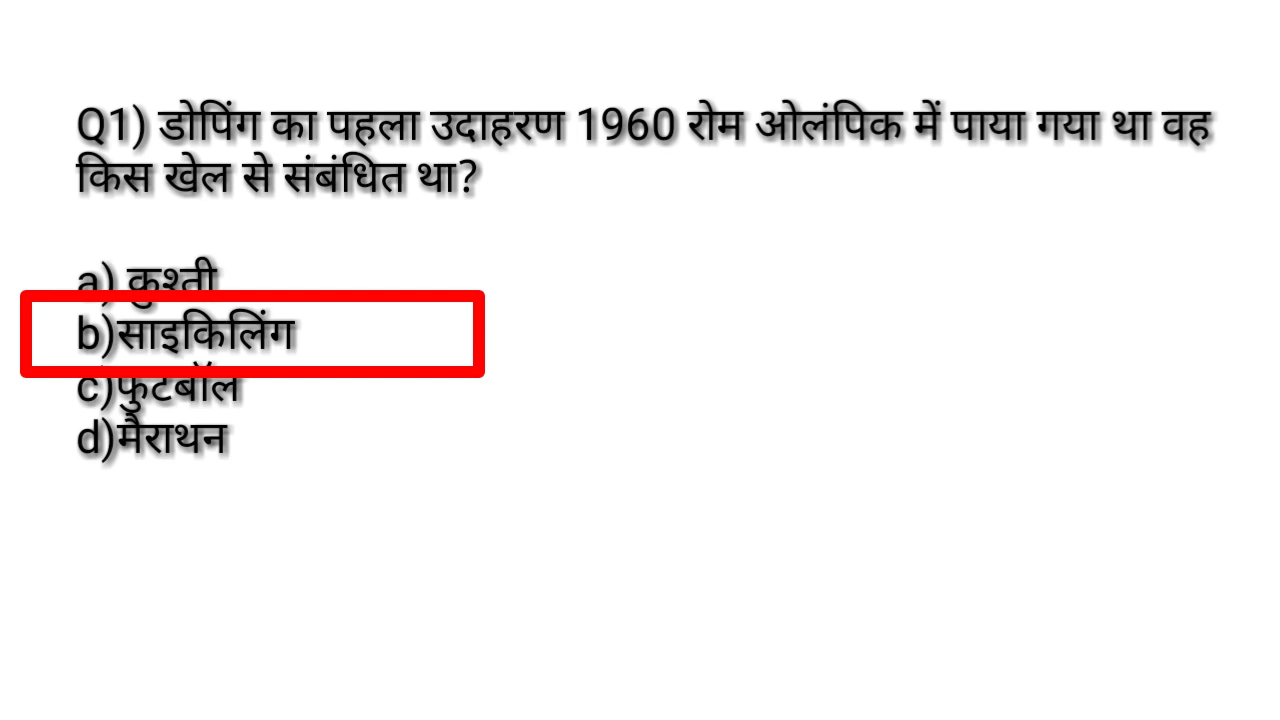 Q1) डोपिंग का पहला उदाहरण 1960 रोम ओलंपिक में पाया गया था वह
किस खेल से संबंधित था?
a) कुश्ती
b)साइकिलिंग
c)फुटबॉल
d)मैराथन